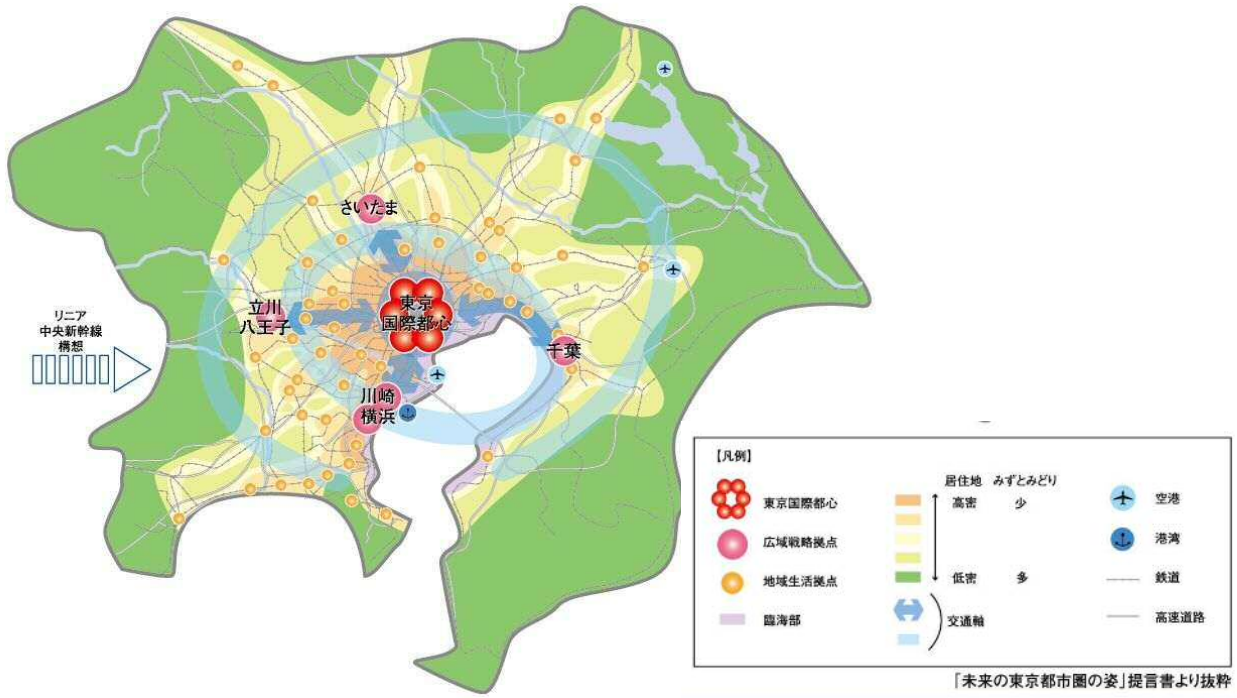 さいたま
立川
八王子
東京
国際都心
千葉
川崎
横浜
リニア
中央新幹線
構想
【凡例】
東京国際都心
広域戦略拠点
地域生活拠点
臨海部
居住地 みずとみどり
高密 少
低密 多
交通軸
空港
港湾
鉄道
高速道路
「未来の東京都市圏の姿」提言書より抜粋